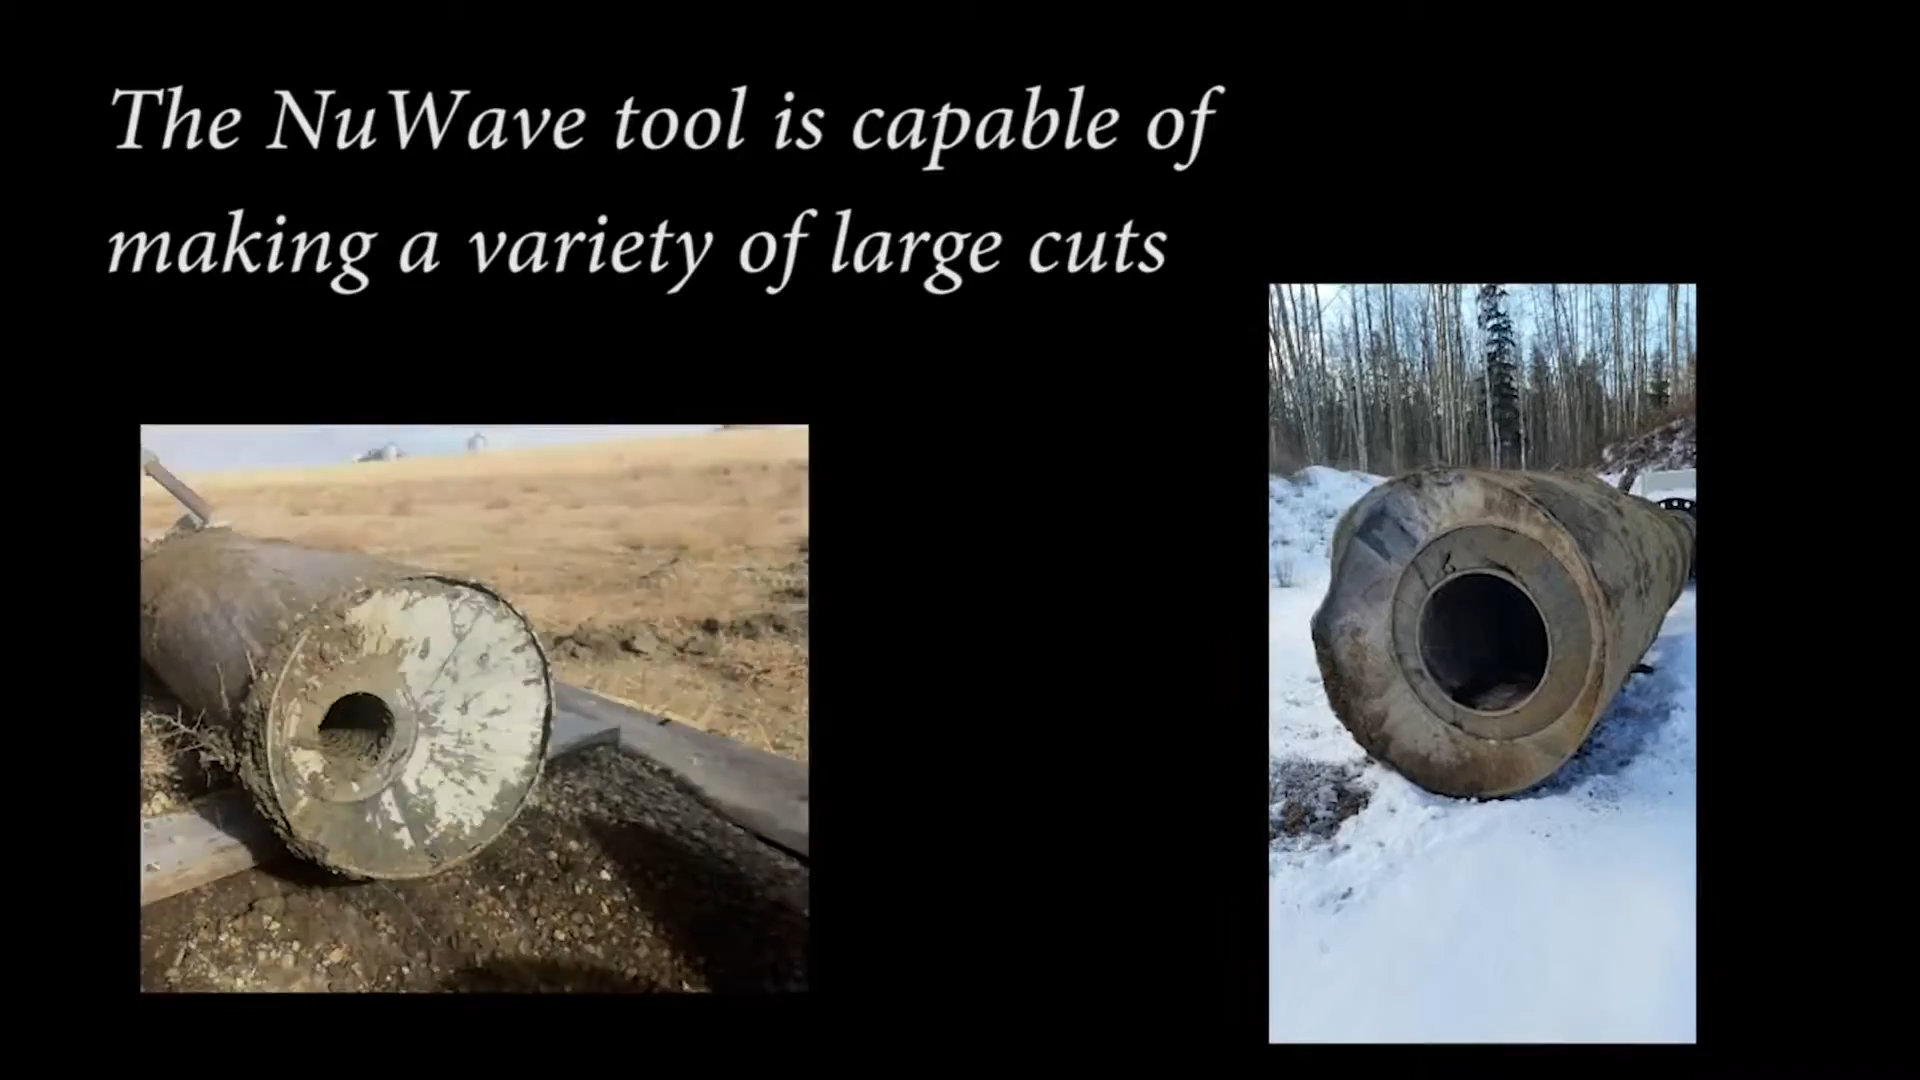 The NuWave tool is capable of
making a variety of large cuts